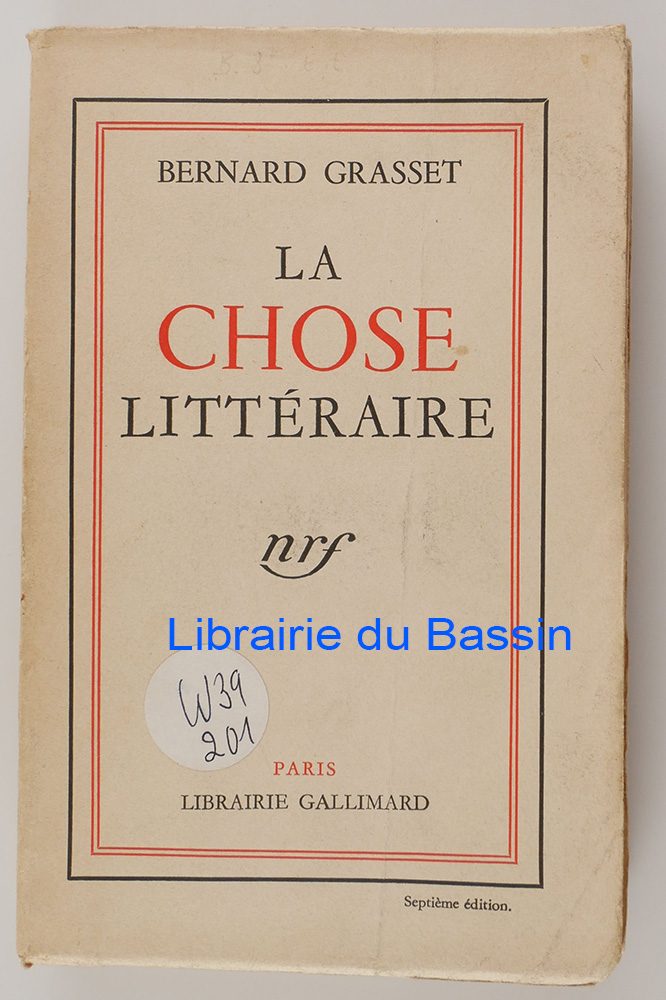 BERNARD GRASSET
LA
CHOSE
LITTÉRAIRE
nrf
Librairie du Bassin
W39
201
PARIS
LIBRAIRIE GALLIMARD
Septième édition.